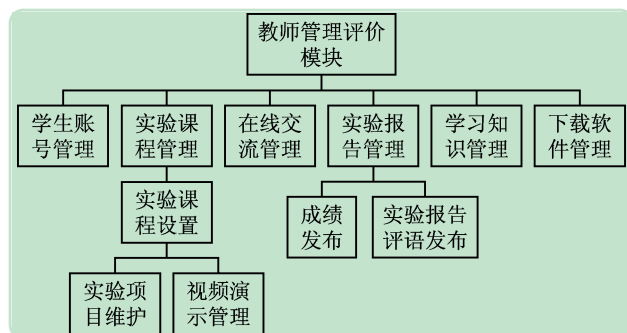 教师管理评价
模块
学生账
号管理
实验课
程管理
在线交
流管理
实验报
告管理
学习知
识管理
下载软
件管理
实验课
程设置
成绩
发布
实验报告
评语发布
实验项
目维护
视频演
示管理